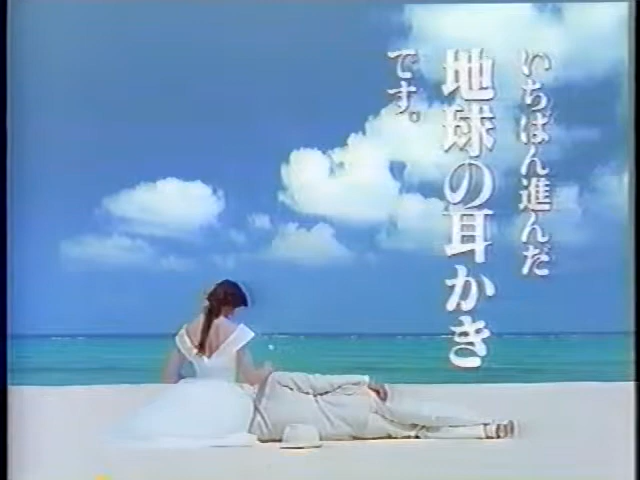 いちばん進んだ
地球の耳かき
です。